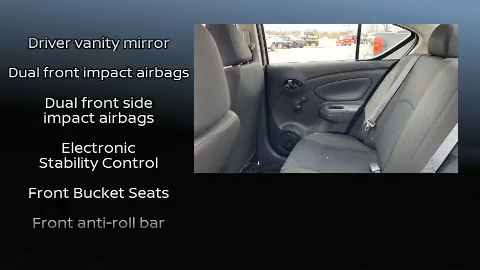 Driver vanity mirror
Dual front impact airbags
Dual front side
impact airbags
Electronic
Stability Control
Front Bucket Seats
Front anti-roll bar